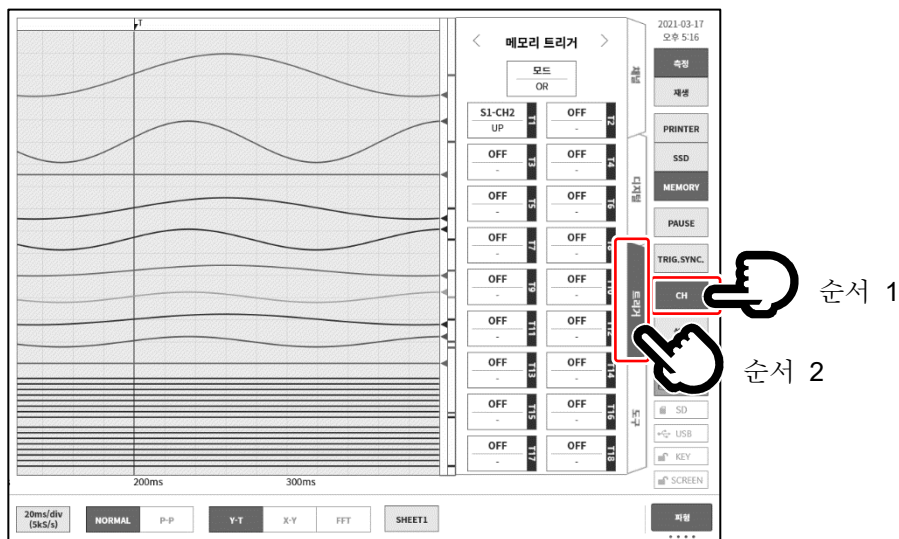 T
2021-03-17
오후 5:16
메모리 트리거
모드
OR
S1-CH2
UP
T1
OFF
-
T2
OFF
-
T3
OFF
-
T4
OFF
-
T5
OFF
-
T6
OFF
-
T7
OFF
-
OFF
-
T9
OFF
-
T10
OFF
-
T11
OFF
-
T12
OFF
-
T13
OFF
-
T14
OFF
-
T15
OFF
-
T16
OFF
-
T17
OFF
-
T18
채널
디지털
트리거
도구
측정
재생
PRINTER
SSD
MEMORY
PAUSE
TRIG.SYNC.
CH
SD
USB
KEY
SCREEN
순서 1
순서 2
200ms
300ms
20ms/div
(5kS/s)
NORMAL
P-P
Y-T
X-Y
FFT
SHEET1
파형